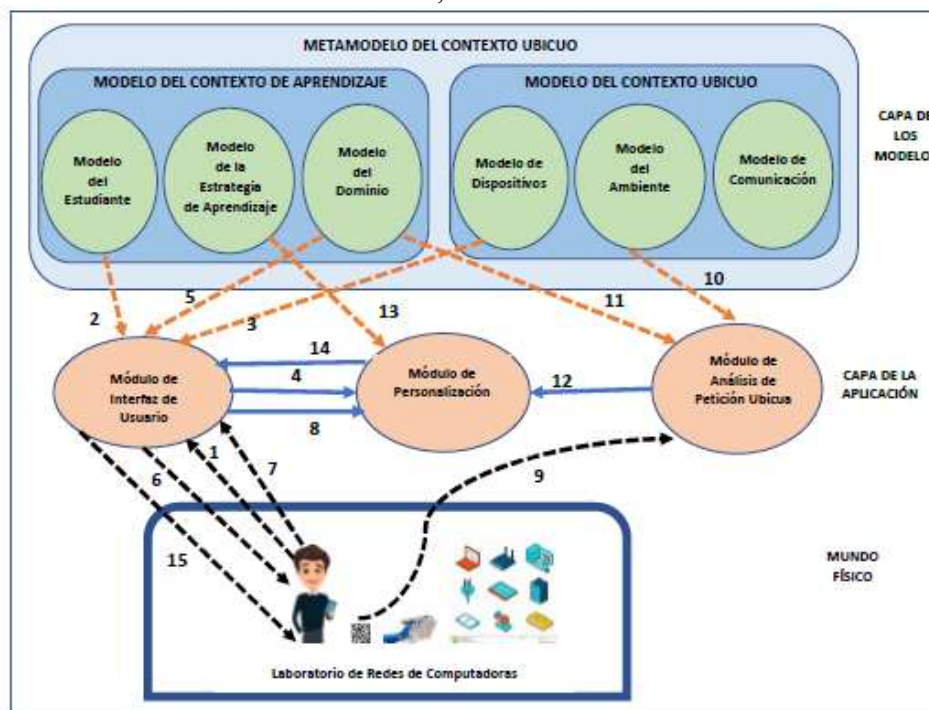 METAMODELO DEL CONTEXTO UBICUO
MODELO DEL CONTEXTO DE APRENDIZAJE
MODELO DEL CONTEXTO UBICUO
Modelo
del
Estudiante
Modelo
de la
Estrategia
de Aprendizaje
Modelo
del
Dominio
Modelo de
Dispositivos
Modelo
del
Ambiente
Modelo de
Comunicación
CAPA DE
LOS
MODELO
2
5
3
13
11
10
Módulo de
Interfaz de
Usuario
14
4
8
Módulo de
Personalización
12
Módulo de
Análisis de
Petición Ubicua
CAPA DE LA
APLICACIÓN
6
1
7
9
15
MUNDO
FÍSICO
Laboratorio de Redes de Computadoras